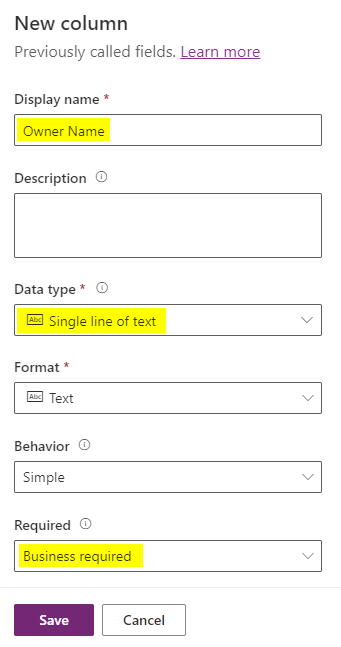 New column
Previously called fields. Learn more
Display name *
Owner Name
Description
Data type *
Abc Single line of text
Format *
Abc Text
Behavior
Simple
Required
Business required
Save Cancel